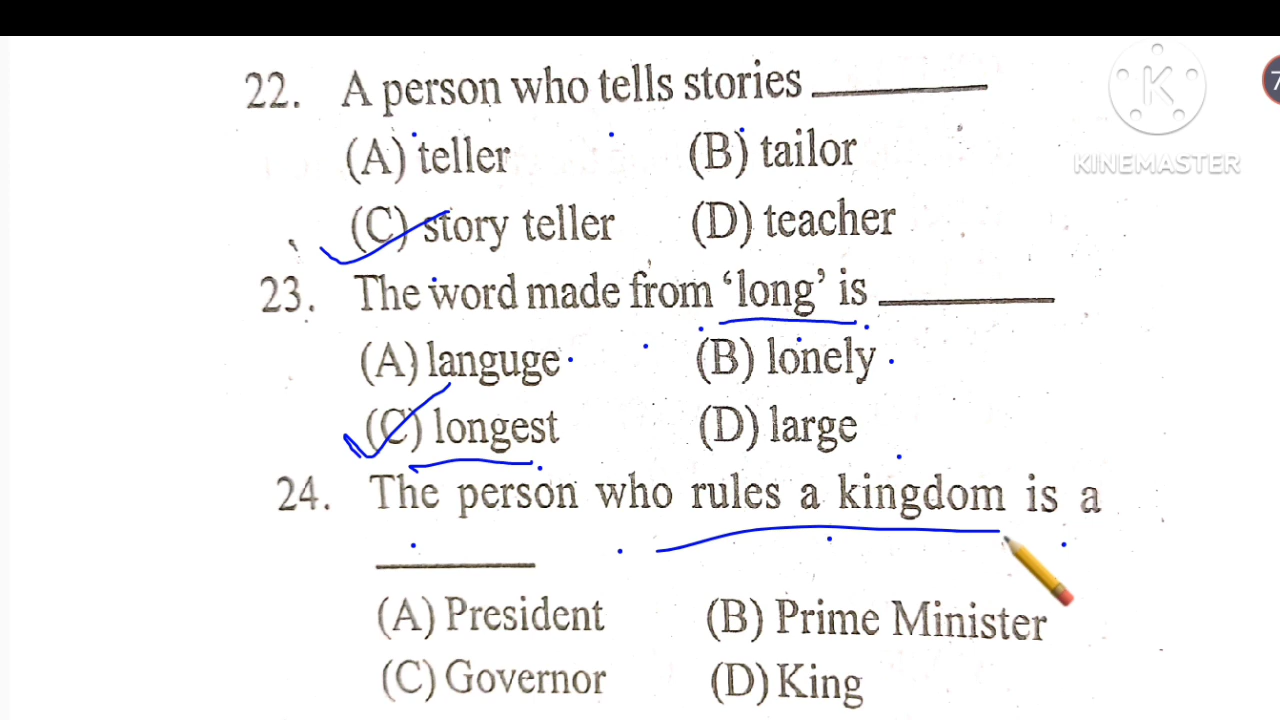 22. A person who tells stories ________
(A) teller (B) tailor
(C) story teller (D) teacher
23. The word made from ‘long’ is ________
(A) languge (B) lonely
(C) longest (D) large
24. The person who rules a kingdom is a
________
(A) President (B) Prime Minister
(C) Governor (D) King
K
KINEMASTER
7